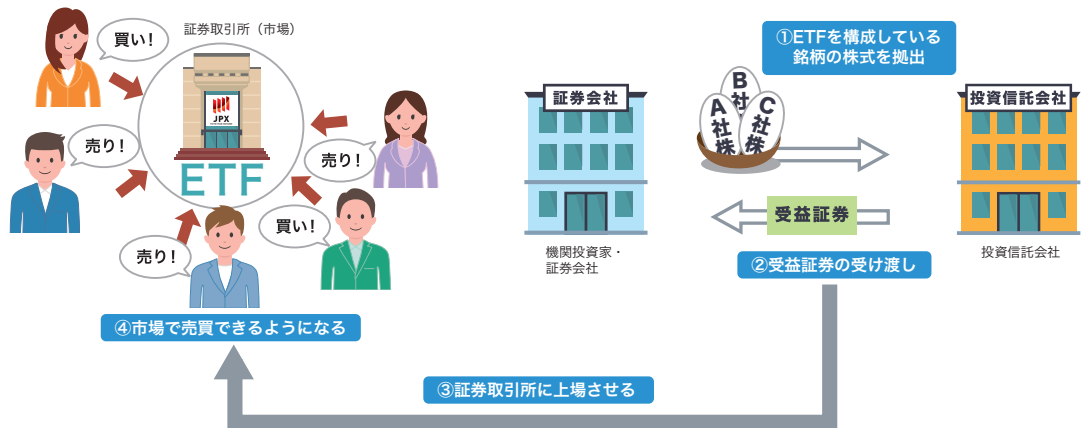 証券取引所（市場）
買い！
売り！
売り！
買い！
売り！
JPX
ETF
④市場で売買できるようになる
証券会社
機関投資家・
証券会社
①ETFを構成している
銘柄の株式を拠出
A社株
B社
C社株
受益証券
②受益証券の受け渡し
投資信託会社
投資信託会社
③証券取引所に上場させる